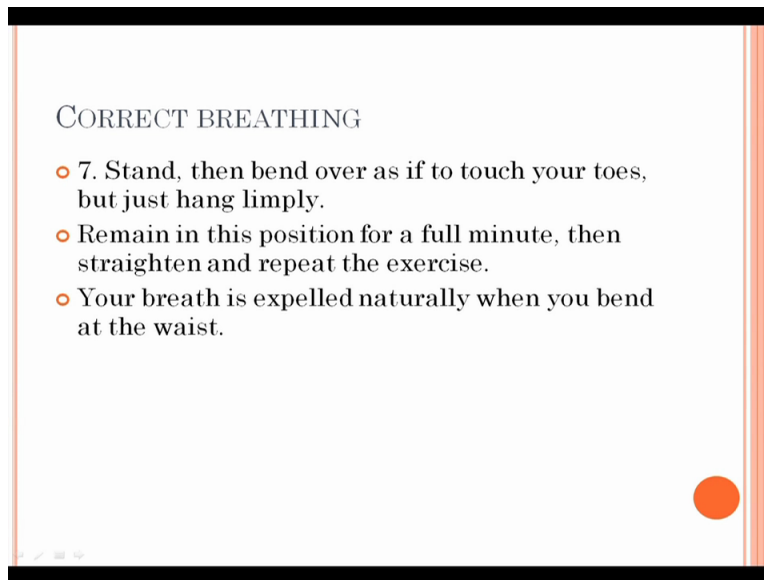 CORRECT BREATHING
7. Stand, then bend over as if to touch your toes,
but just hang limply.
Remain in this position for a full minute, then
straighten and repeat the exercise.
Your breath is expelled naturally when you bend
at the waist.